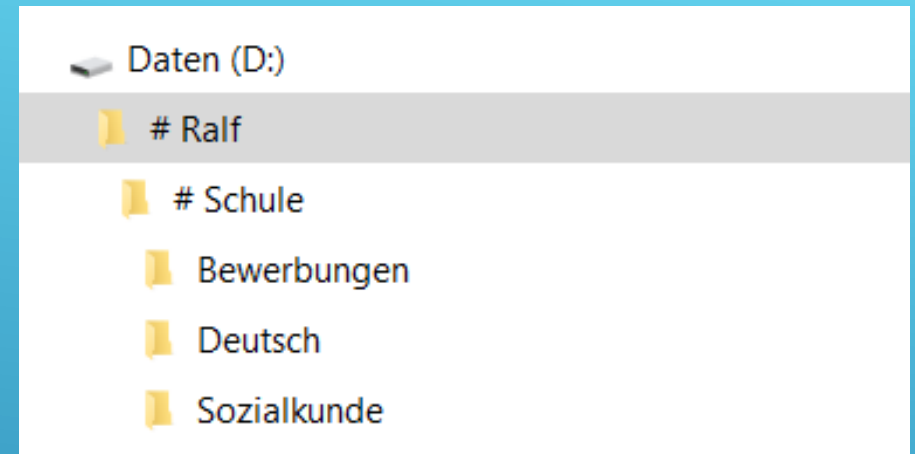 Daten (D:)
# Ralf
# Schule
Bewerbungen
Deutsch
Sozialkunde